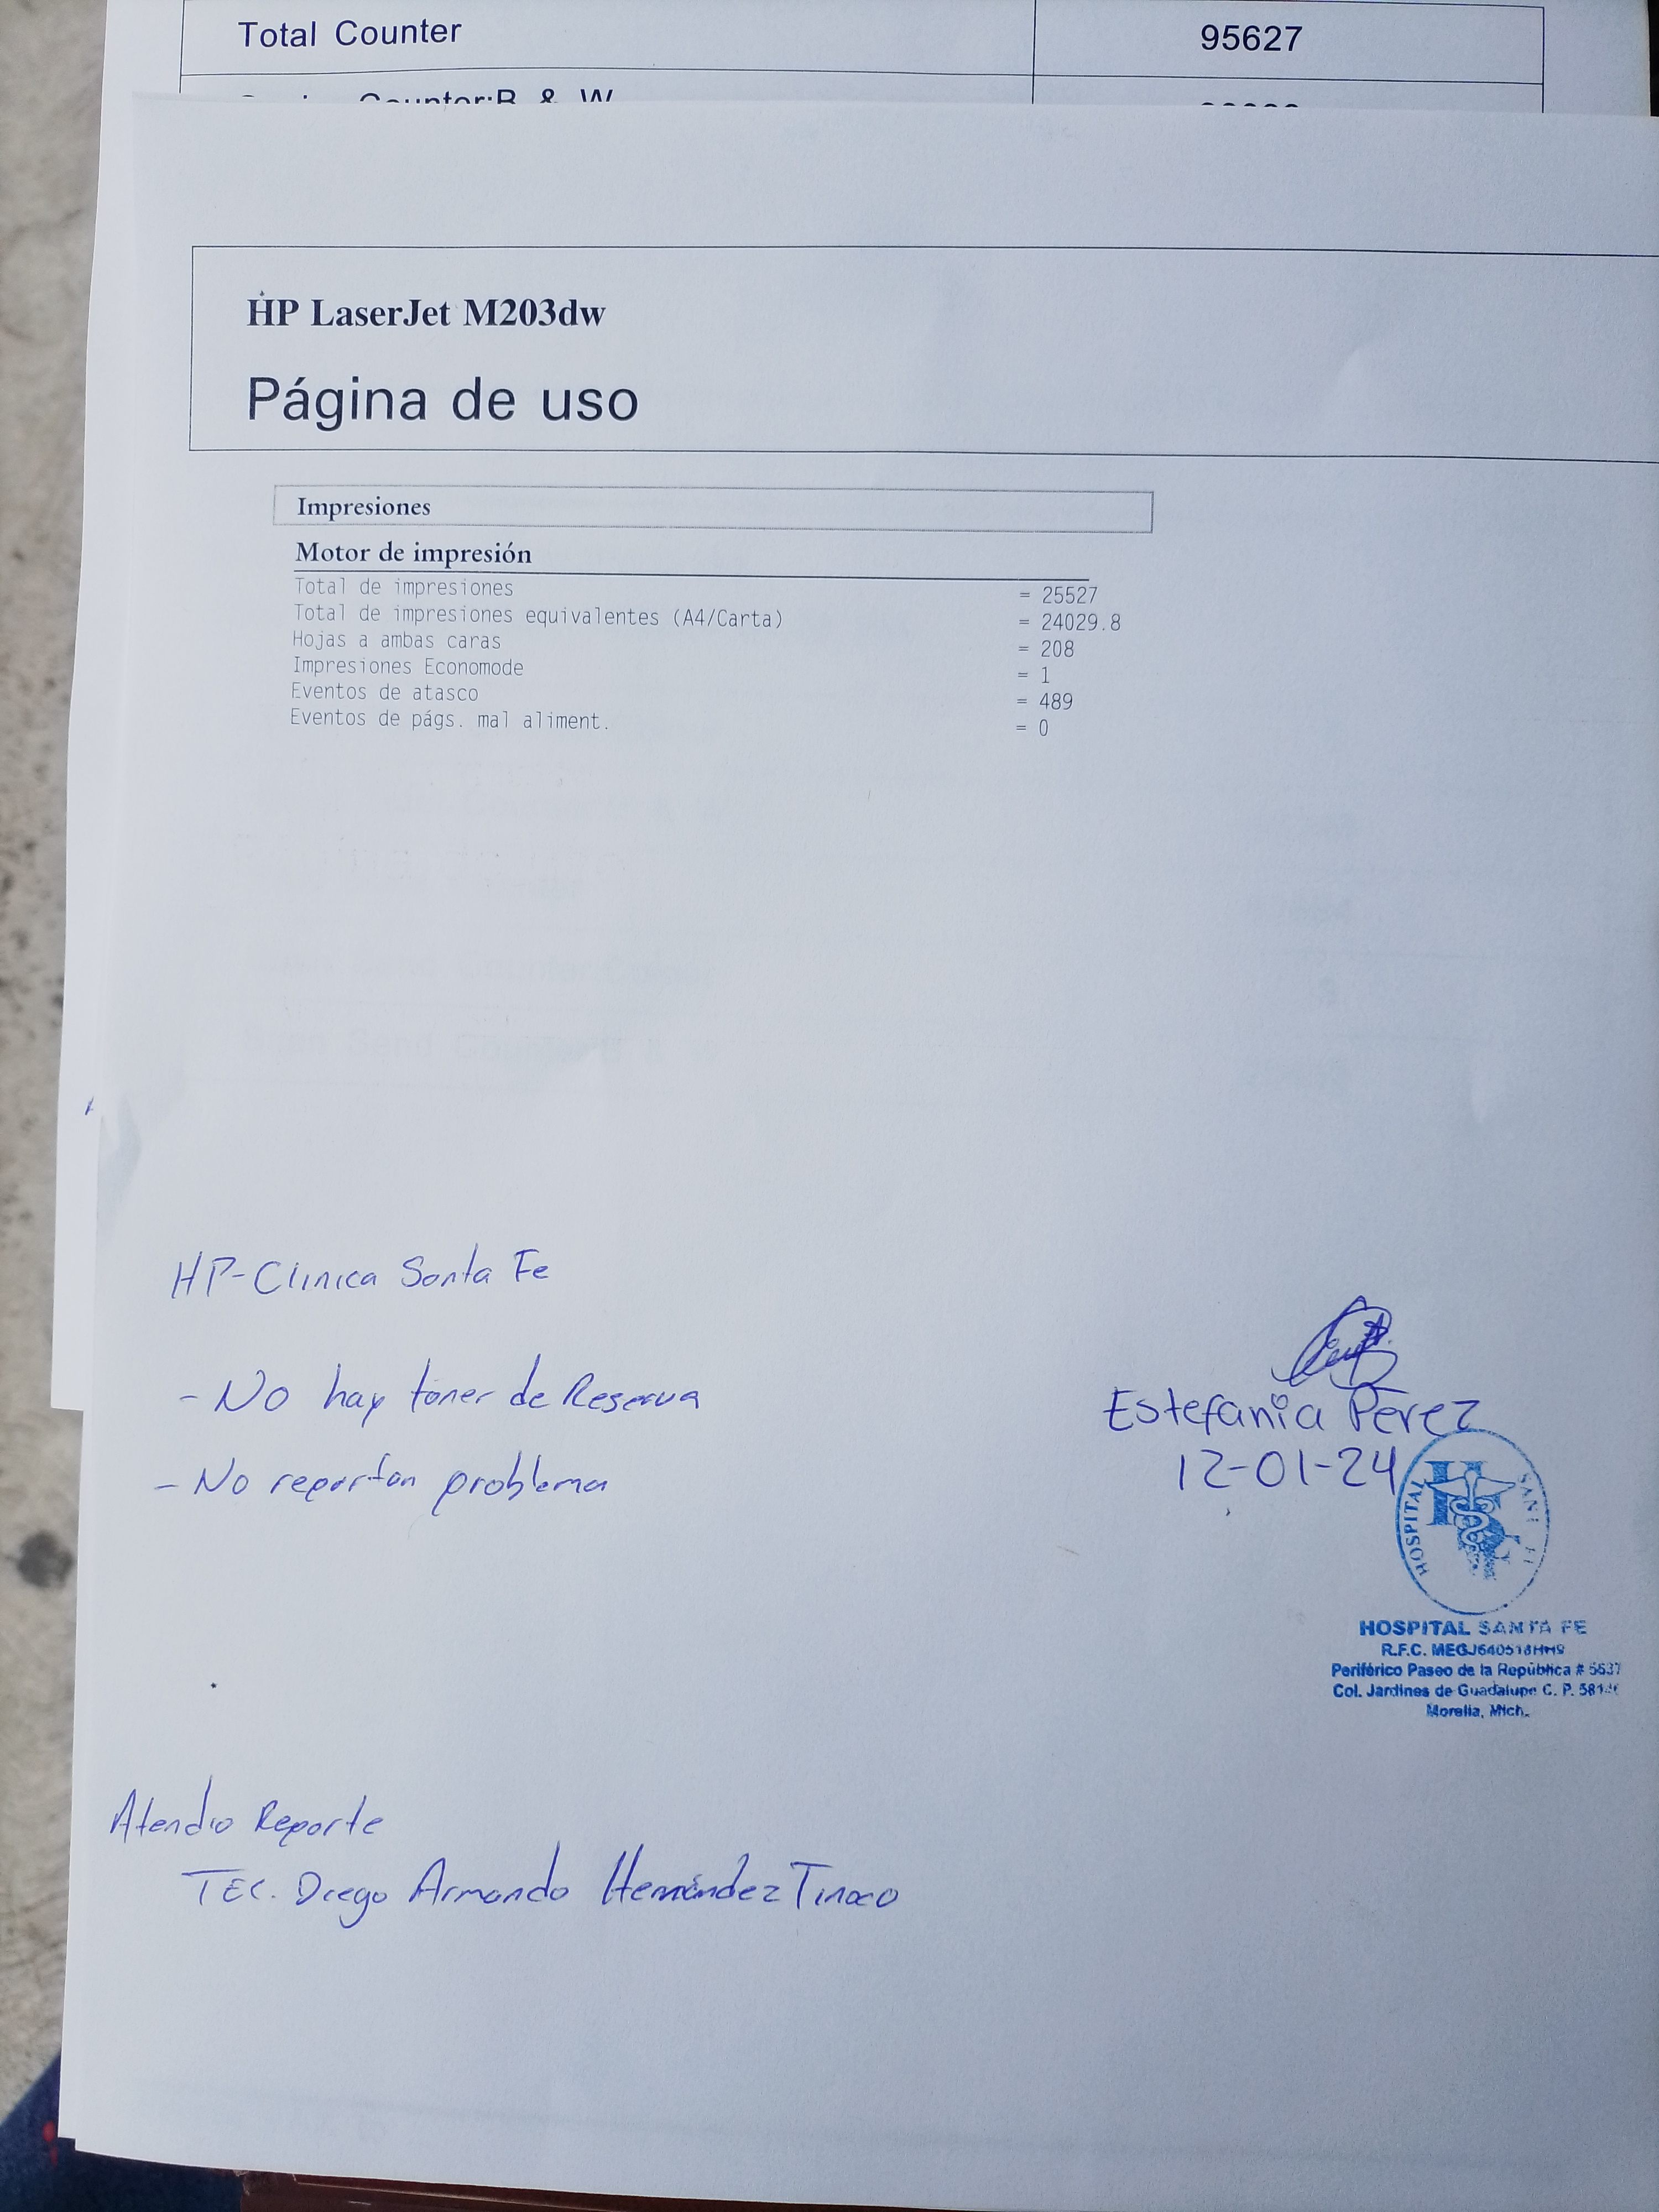 Total Counter 95627
Counter:B & W
HP LaserJet M203dw
Página de uso
Impresiones
Motor de impresión
Total de impresiones = 25527
Total de impresiones equivalentes (A4/Carta) = 24029.8
Hojas a ambas caras = 208
Impresiones Economode = 1
Eventos de atasco = 489
Eventos de págs. mal aliment. = 0
HP-Clinica Santa Fe
- No hay toner de Reserva
- No reportan problema
Estefania Perez
12-01-24
HOSPITAL
HOSPITAL SANTA FE
R.F.C.
Periférico Paseo de la República #
Col. Jardines de Guadalupe C. P.
Morelia, Mich.
Atendio Reporte
TEC. Diego Armando Hernández Tinoco